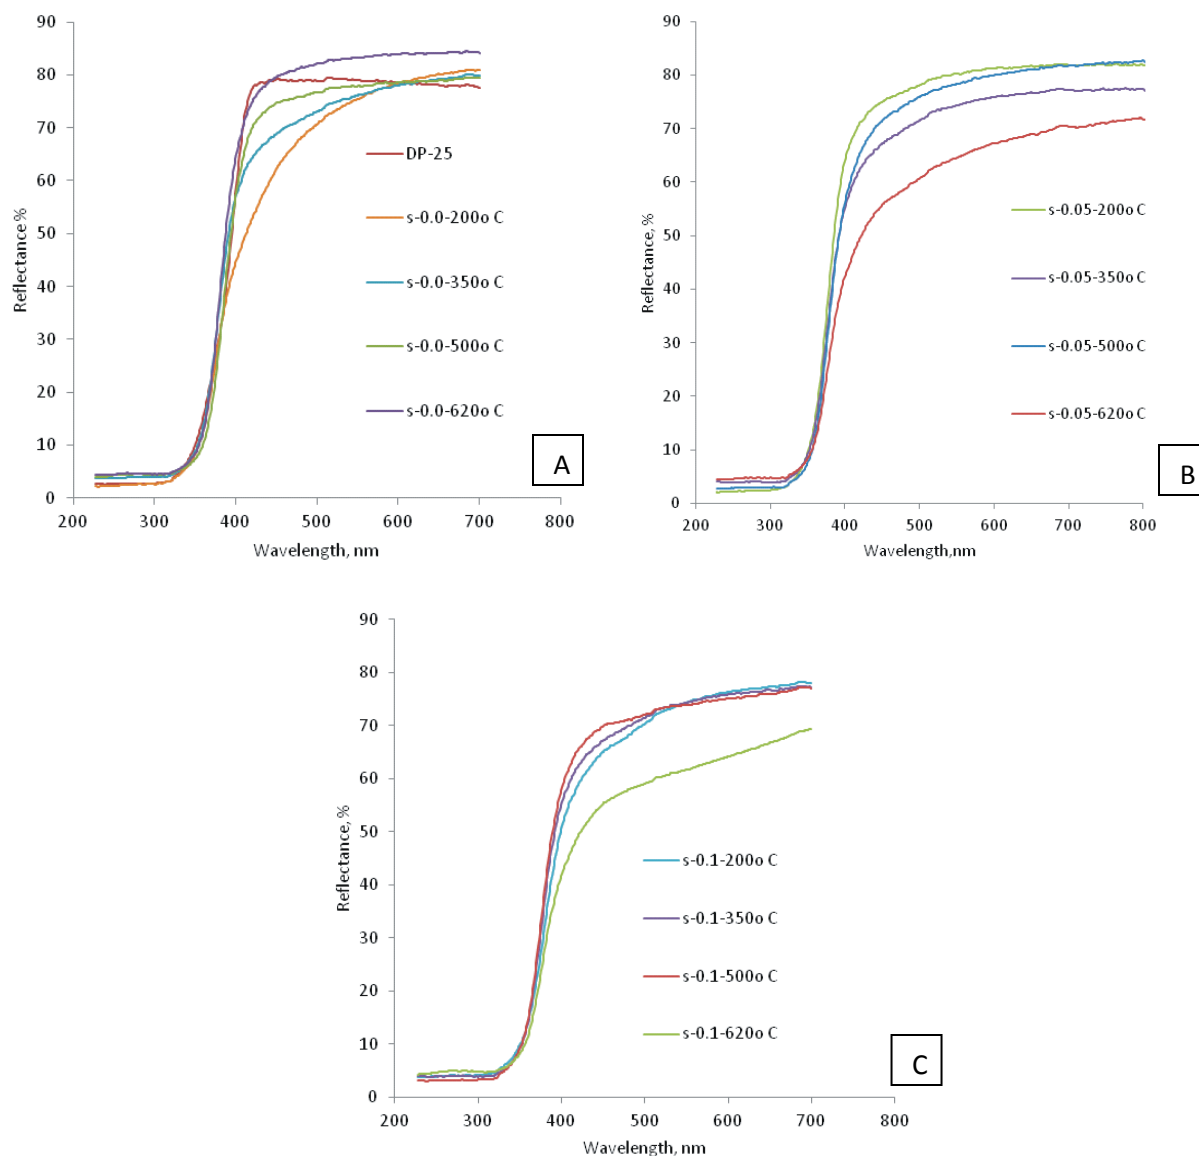 90
80
70
60
50
40
30
20
10
0
Reflectance %
200 300 400 500 600 700 800
Wavelength, nm
DP-25
s-0.0-200o C
s-0.0-350o C
s-0.0-500o C
s-0.0-620o C
A
90
80
70
60
50
40
30
20
10
0
Reflectance, %
200 300 400 500 600 700 800
Wavelength,nm
s-0.05-200o C
s-0.05-350o C
s-0.05-500o C
s-0.05-620o C
B
90
80
70
60
50
40
30
20
10
0
Reflectance, %
200 300 400 500 600 700 800
Wavelength, nm
s-0.1-200o C
s-0.1-350o C
s-0.1-500o C
s-0.1-620o C
C